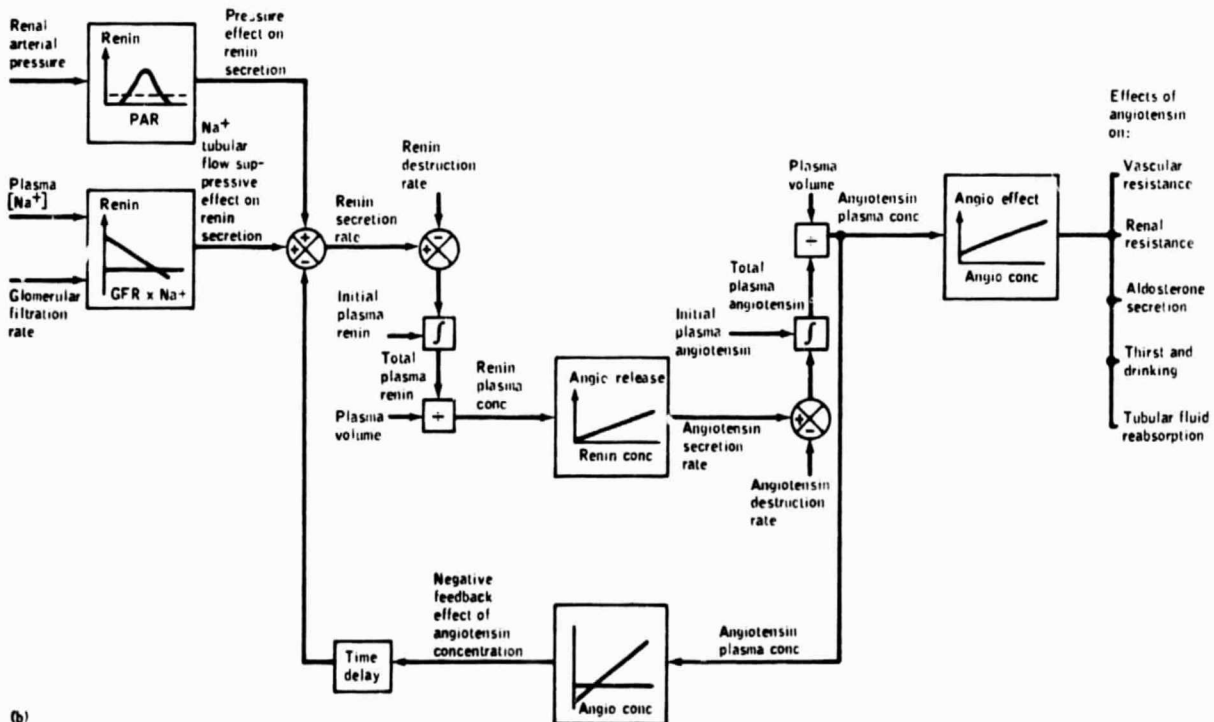 Renal
arterial
pressure
Renin
PAR
Pressure
effect on
renin
secretion
Na+
tubular
flow sup-
pressive
effect on
renin
secretion
Plasma
[Na+]
Renin
GFR x Na+
Glomerular
filtration
rate
+
+
-
Renin
secretion
rate
Renin
destruction
rate
-
+
Initial
plasma
renin
∫
Total
plasma
renin
Plasma
volume
÷
Renin
plasma
conc
Angio release
Renin conc
Angiotensin
secretion
rate
+
-
Angiotensin
destruction
rate
Initial
plasma
angiotensin
∫
Total
plasma
angiotensin
Plasma
volume
÷
Angiotensin
plasma conc
Angio effect
Angio conc
Effects of
angiotensin
on:
Vascular
resistance
Renal
resistance
Aldosterone
secretion
Thirst and
drinking
Tubular fluid
reabsorption
Angiotensin
plasma conc
Angio conc
Negative
feedback
effect of
angiotensin
concentration
Time
delay
(b)